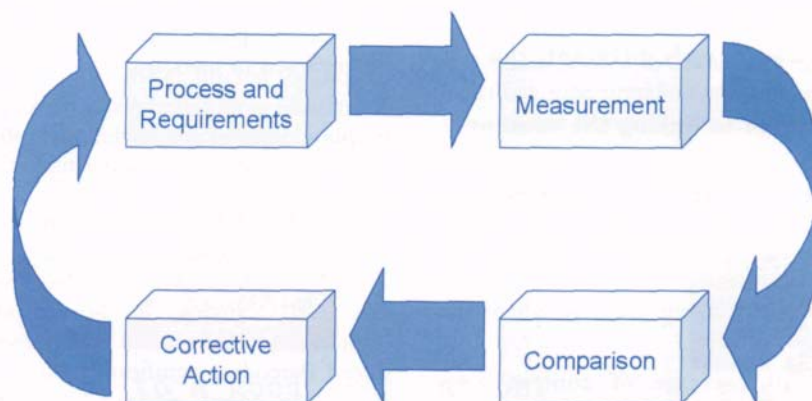 Process and
Requirements
Measurement
Corrective
Action
Comparison